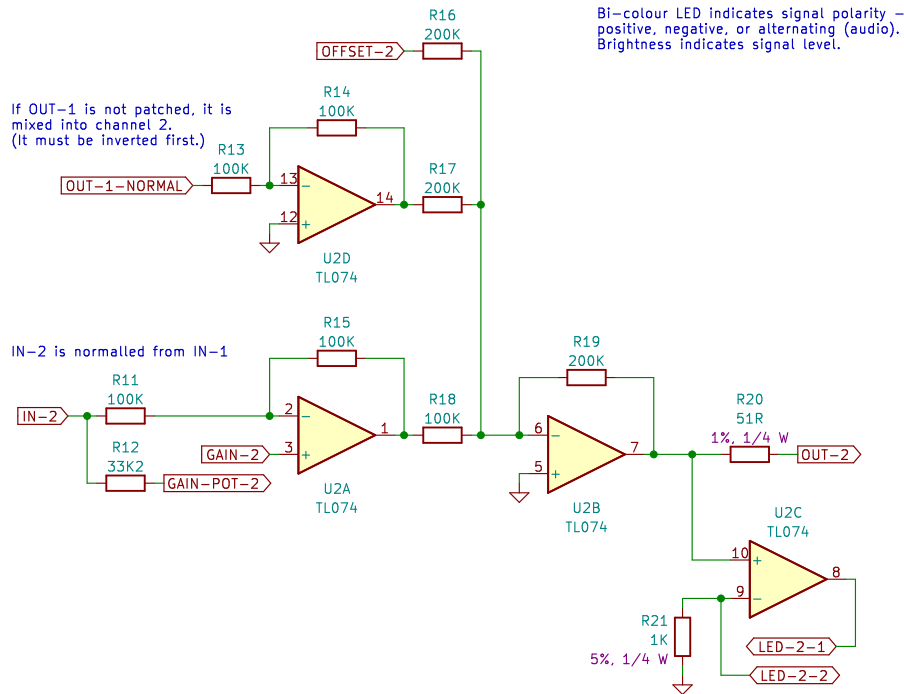 Bi-colour LED indicates signal polarity –
positive, negative, or alternating (audio).
Brightness indicates signal level.
R16
200K
OFFSET-2
If OUT-1 is not patched, it is
mixed into channel 2.
(It must be inverted first.)
R14
100K
R13
100K
OUT-1-NORMAL
13
−
12
+
14
R17
200K
U2D
TL074
IN-2 is normalled from IN-1
R15
100K
R11
100K
IN-2
R12
33K2
GAIN-POT-2
GAIN-2
2
−
3
+
1
R18
100K
U2A
TL074
R19
200K
6
−
5
+
7
U2B
TL074
R20
51R
1%, 1/4 W
OUT-2
U2C
TL074
10
+
9
−
8
R21
1K
5%, 1/4 W
LED-2-1
LED-2-2